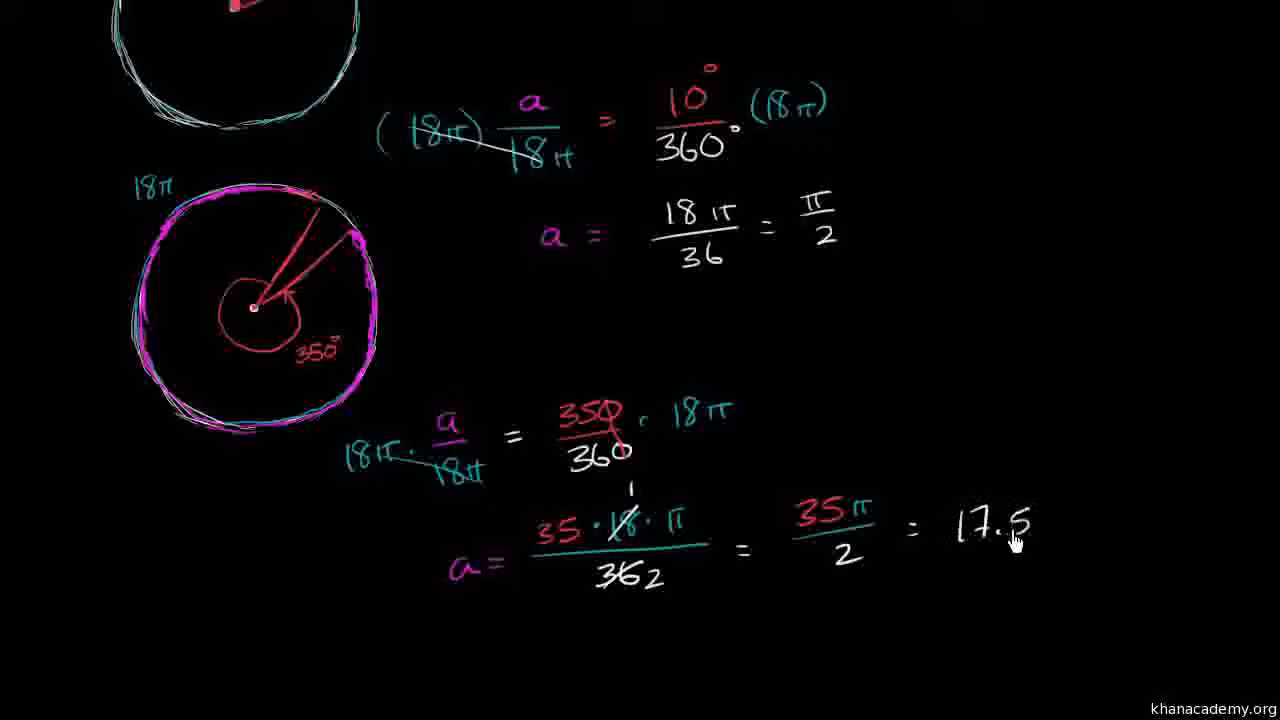 (18π) · a/18π = 10°/360° (18π)
a = 18π/36 = π/2
18π
350°
18π · a/18π = 350/360 · 18π
a = 35 · 18 · π/36 1 2 = 35π/2 = 17.5
khanacademy.org